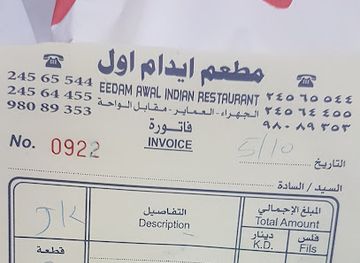 مطعم ايدام اول
EEDAM AWAL INDIAN RESTAURANT
245 65 544
245 64 455
980 89 353
٢٤٥ ٦٥ ٥٤٤
٢٤٥ ٦٤ ٤٥٥
٩٨٠ ٨٩ ٣٥٣
الجهراء - العماير - مقابل الواحة
فاتورة
INVOICE
No. 0922
التاريخ 5/10
السيد / السادة
التفاصيل
Description
المبلغ الإجمالي
Total Amount
دينار
K.D.
فلس
Fils
قطعة